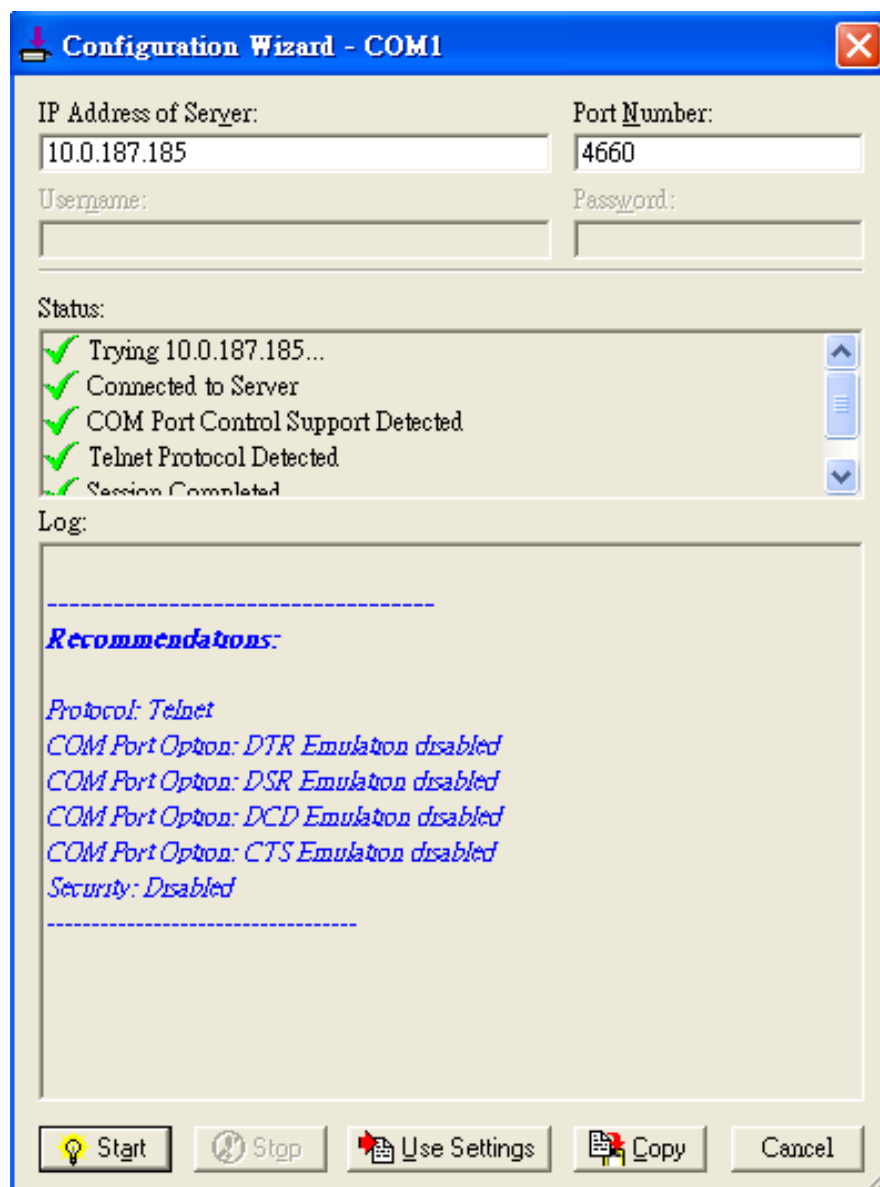 Configuration Wizard - COM1
IP Address of Server: Port Number:
10.0.187.185 4660
Username: Password:
Status:
Trying 10.0.187.185...
Connected to Server
COM Port Control Support Detected
Telnet Protocol Detected
Session Completed
Log:
-----------------------------------
Recommendations:
Protocol: Telnet
COM Port Option: DTR Emulation disabled
COM Port Option: DSR Emulation disabled
COM Port Option: DCD Emulation disabled
COM Port Option: CTS Emulation disabled
Security: Disabled
-----------------------------------
Start Stop Use Settings Copy Cancel